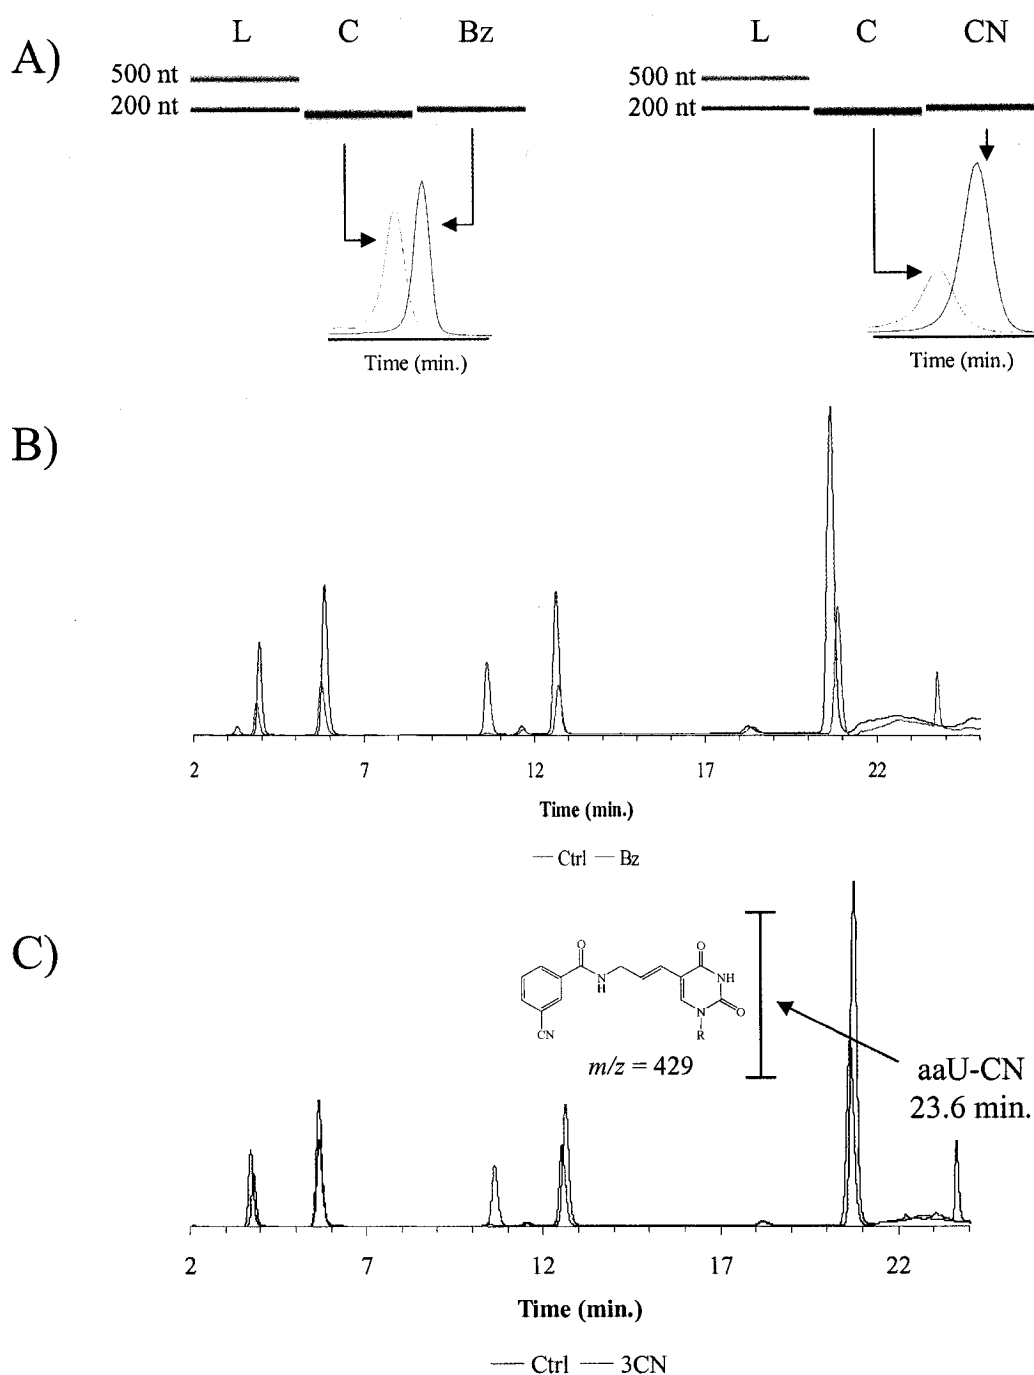 A)
L C Bz
500 nt
200 nt
Time (min.)
L C CN
500 nt
200 nt
Time (min.)
B)
2 7 12 17 22
Time (min.)
— Ctrl — Bz
C)
O
N
H
CN
O
NH
O
N
R
m/z = 429
aaU-CN
23.6 min.
2 7 12 17 22
Time (min.)
— Ctrl — 3CN